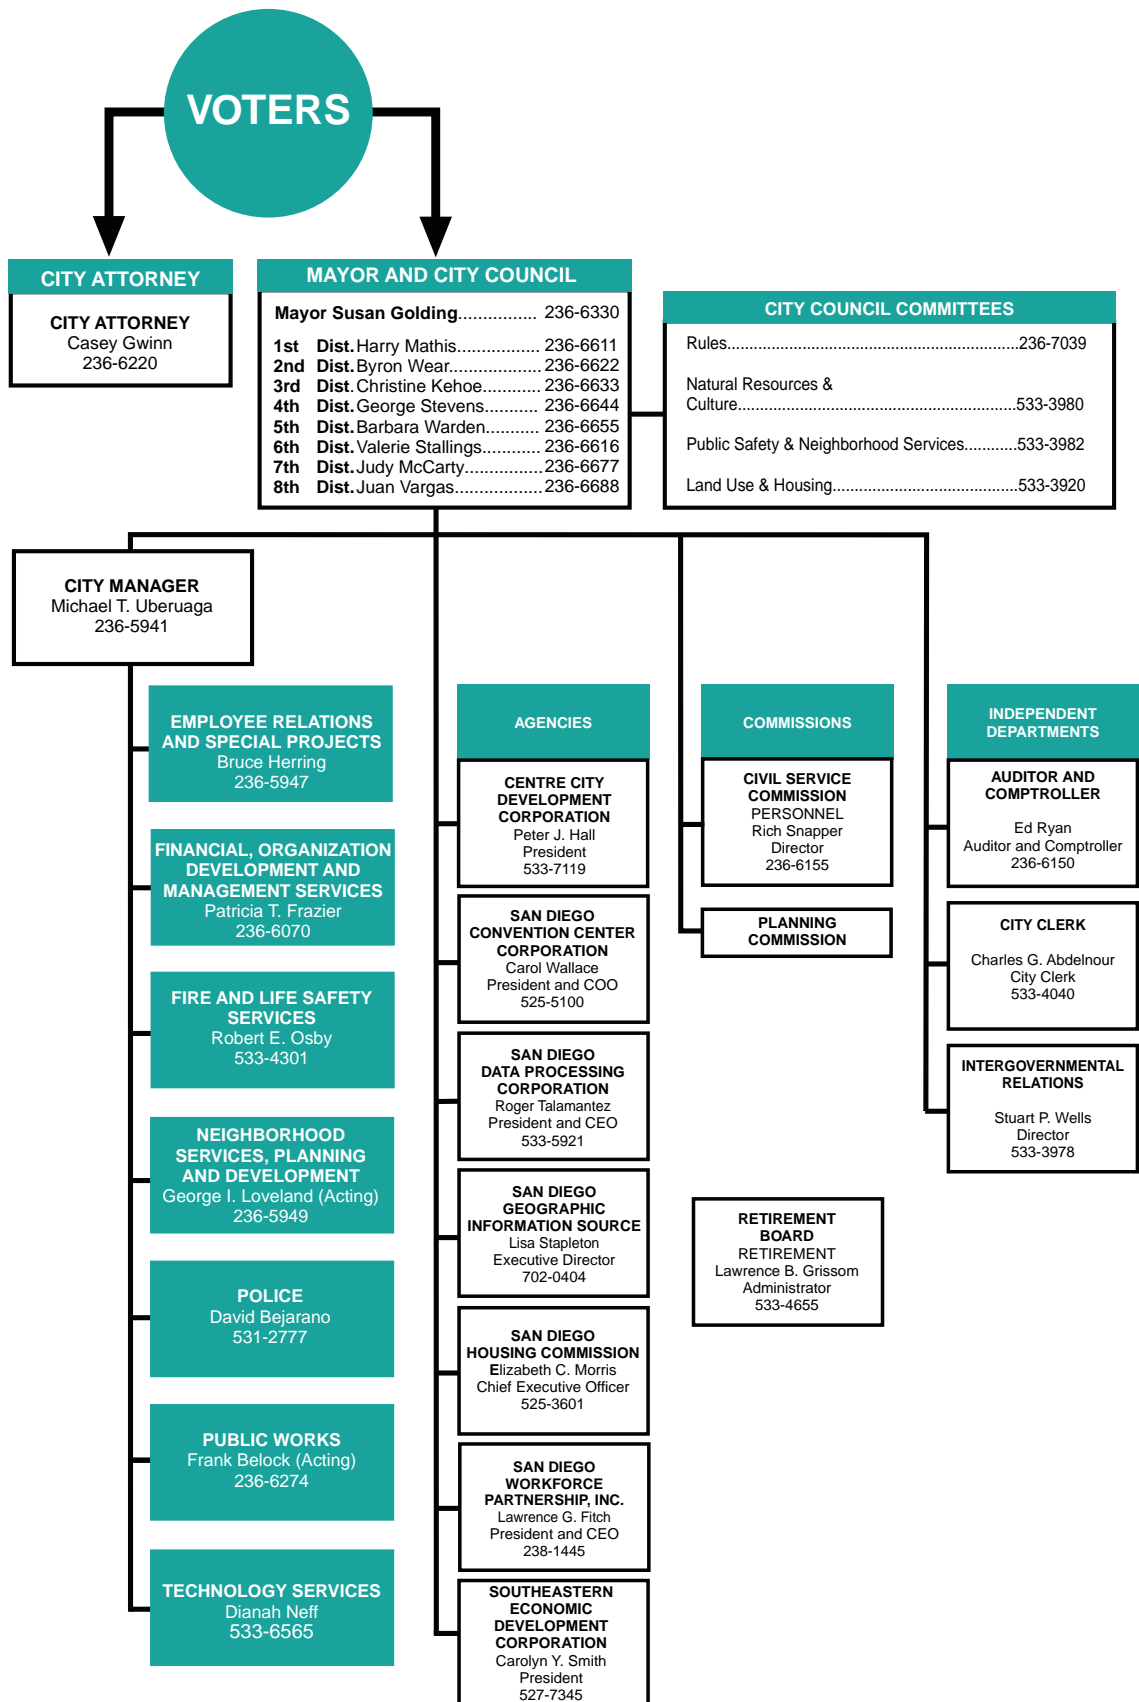 VOTERS
CITY ATTORNEY
CITY ATTORNEY
Casey Gwinn
236-6220
MAYOR AND CITY COUNCIL
Mayor Susan Golding................ 236-6330
1st Dist. Harry Mathis................. 236-6611
2nd Dist. Byron Wear................... 236-6622
3rd Dist. Christine Kehoe............ 236-6633
4th Dist. George Stevens........... 236-6644
5th Dist. Barbara Warden........... 236-6655
6th Dist. Valerie Stallings............ 236-6616
7th Dist. Judy McCarty................ 236-6677
8th Dist. Juan Vargas.................. 236-6688
CITY COUNCIL COMMITTEES
Rules..................................................................236-7039
Natural Resources &
Culture...............................................................533-3980
Public Safety & Neighborhood Services............533-3982
Land Use & Housing..........................................533-3920
CITY MANAGER
Michael T. Uberuaga
236-5941
EMPLOYEE RELATIONS
AND SPECIAL PROJECTS
Bruce Herring
236-5947
FINANCIAL, ORGANIZATION
DEVELOPMENT AND
MANAGEMENT SERVICES
Patricia T. Frazier
236-6070
FIRE AND LIFE SAFETY
SERVICES
Robert E. Osby
533-4301
NEIGHBORHOOD
SERVICES, PLANNING
AND DEVELOPMENT
George I. Loveland (Acting)
236-5949
POLICE
David Bejarano
531-2777
PUBLIC WORKS
Frank Belock (Acting)
236-6274
TECHNOLOGY SERVICES
Dianah Neff
533-6565
AGENCIES
CENTRE CITY
DEVELOPMENT
CORPORATION
Peter J. Hall
President
533-7119
SAN DIEGO
CONVENTION CENTER
CORPORATION
Carol Wallace
President and COO
525-5100
SAN DIEGO
DATA PROCESSING
CORPORATION
Roger Talamantez
President and CEO
533-5921
SAN DIEGO
GEOGRAPHIC
INFORMATION SOURCE
Lisa Stapleton
Executive Director
702-0404
SAN DIEGO
HOUSING COMMISSION
Elizabeth C. Morris
Chief Executive Officer
525-3601
SAN DIEGO
WORKFORCE
PARTNERSHIP, INC.
Lawrence G. Fitch
President and CEO
238-1445
SOUTHEASTERN
ECONOMIC
DEVELOPMENT
CORPORATION
Carolyn Y. Smith
President
527-7345
COMMISSIONS
CIVIL SERVICE
COMMISSION
PERSONNEL
Rich Snapper
Director
236-6155
PLANNING
COMMISSION
RETIREMENT
BOARD
RETIREMENT
Lawrence B. Grissom
Administrator
533-4655
INDEPENDENT
DEPARTMENTS
AUDITOR AND
COMPTROLLER
Ed Ryan
Auditor and Comptroller
236-6150
CITY CLERK
Charles G. Abdelnour
City Clerk
533-4040
INTERGOVERNMENTAL
RELATIONS
Stuart P. Wells
Director
533-3978